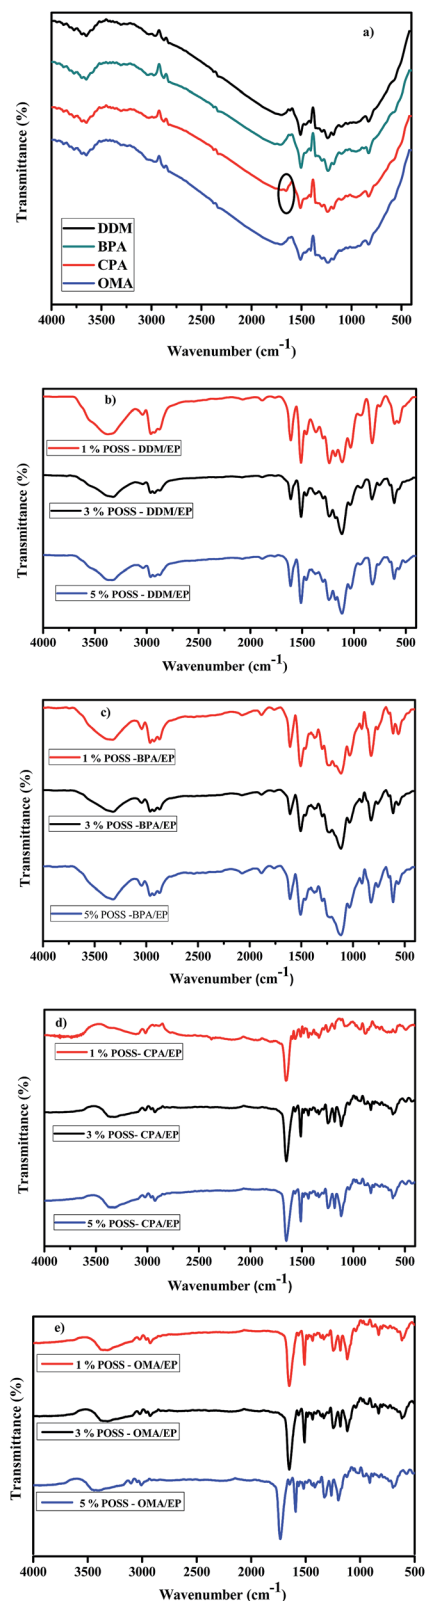 a)
Transmittance (%)
DDM
BPA
CPA
OMA
4000 3500 3000 2500 2000 1500 1000 500
Wavenumber (cm-1)
b)
Transmittance (%)
1 % POSS - DDM/EP
3 % POSS - DDM/EP
5 % POSS - DDM/EP
4000 3500 3000 2500 2000 1500 1000 500
Wavenumber (cm-1)
c)
Transmittance (%)
1 % POSS -BPA/EP
3 % POSS -BPA/EP
5% POSS -BPA/EP
4000 3500 3000 2500 2000 1500 1000 500
Wavenumber (cm-1)
d)
Transmittance (%)
1 % POSS- CPA/EP
3 % POSS- CPA/EP
5 % POSS- CPA/EP
4000 3500 3000 2500 2000 1500 1000 500
Wavenumber (cm-1)
e)
Transmittance (%)
1 % POSS - OMA/EP
3 % POSS - OMA/EP
5 % POSS - OMA/EP
4000 3500 3000 2500 2000 1500 1000 500
Wavenumber (cm-1)